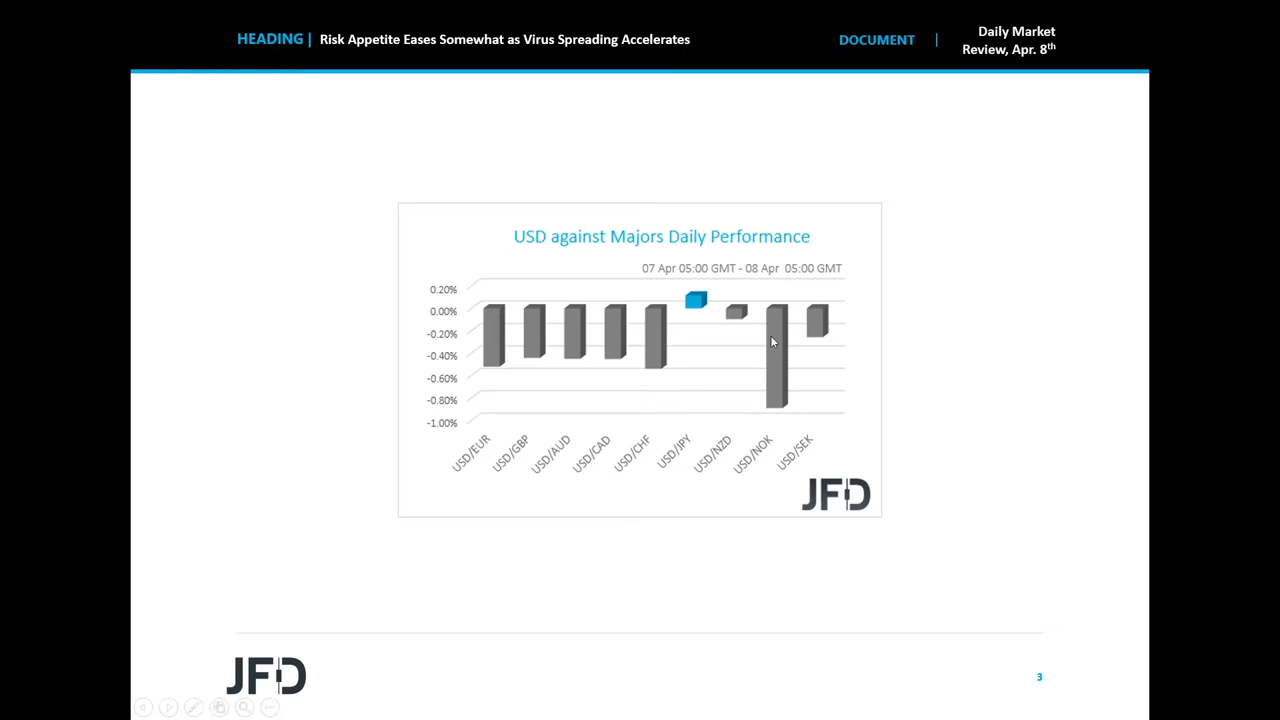 HEADING | Risk Appetite Eases Somewhat as Virus Spreading Accelerates
DOCUMENT |
Daily Market
Review, Apr. 8th
USD against Majors Daily Performance
07 Apr 05:00 GMT - 08 Apr 05:00 GMT
0.20%
0.00%
-0.20%
-0.40%
-0.60%
-0.80%
-1.00%
USD/EUR
USD/GBP
USD/AUD
USD/CAD
USD/CHF
USD/JPY
USD/NZD
USD/NOK
USD/SEK
JFD
JFD
3